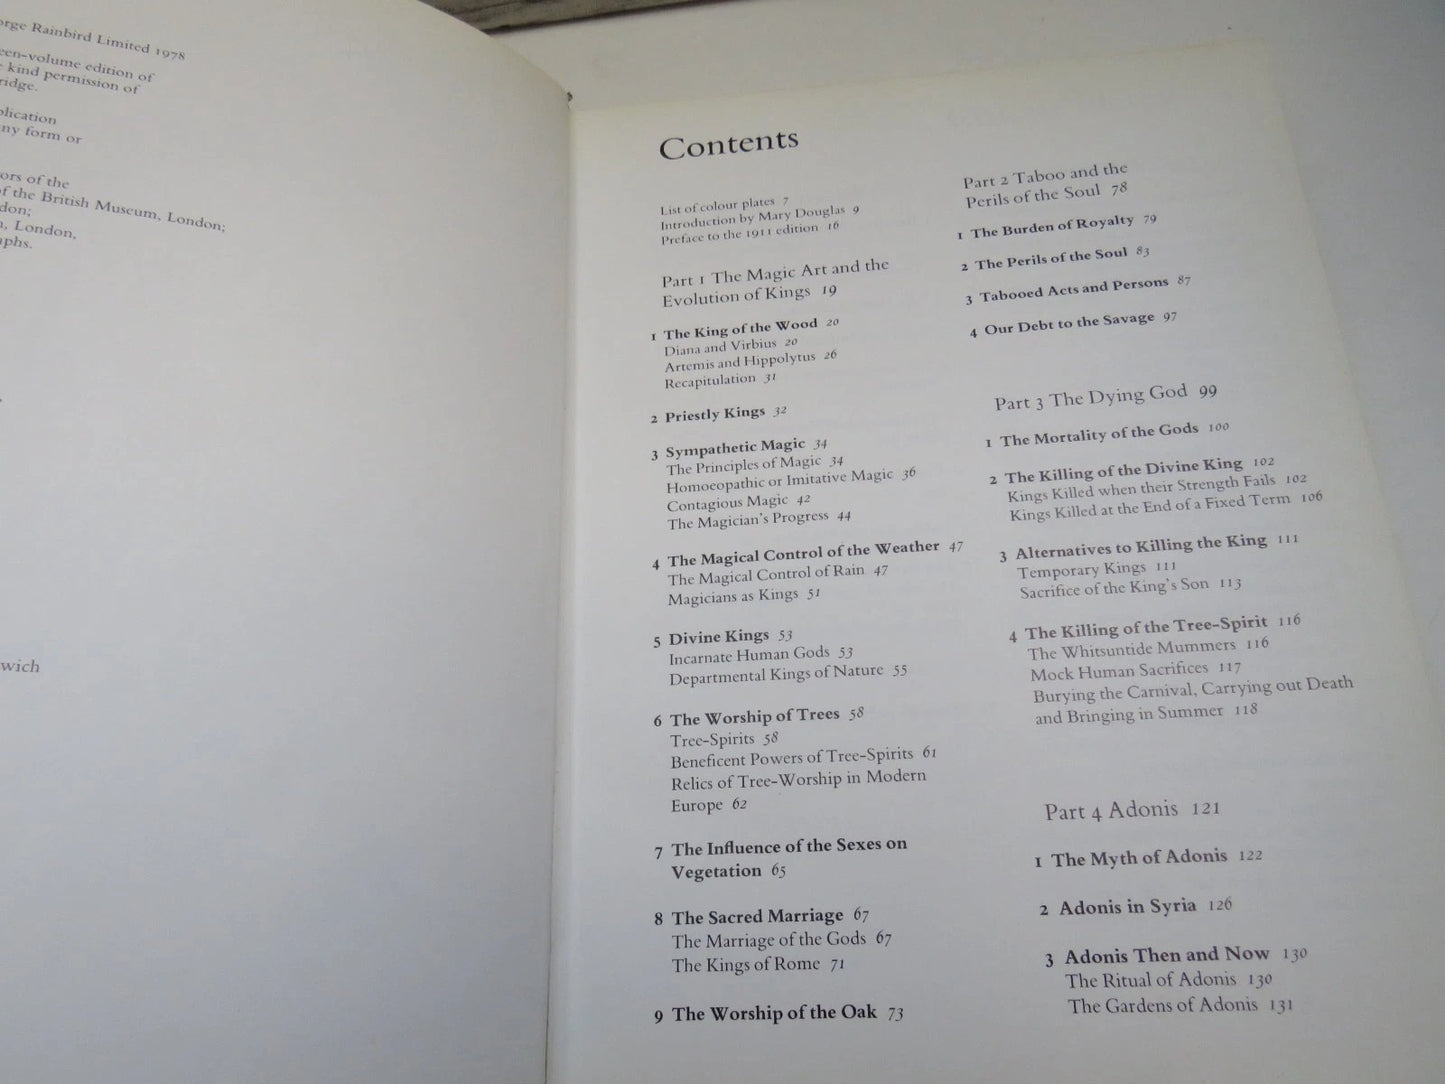 Rainbird Limited 1978
volume edition of
kind permission of
any form or
of the
of the British Museum, London;
London,
wich
Contents
List of colour plates 7
Introduction by Mary Douglas 9
Preface to the 1911 edition 16
Part 1 The Magic Art and the
Evolution of Kings 19
1 The King of the Wood 20
Diana and Virbius 20
Artemis and Hippolytus 26
Recapitulation 31
2 Priestly Kings 32
3 Sympathetic Magic 34
The Principles of Magic 34
Homoeopathic or Imitative Magic 36
Contagious Magic 42
The Magician's Progress 44
4 The Magical Control of the Weather 47
The Magical Control of Rain 47
Magicians as Kings 51
5 Divine Kings 53
Incarnate Human Gods 53
Departmental Kings of Nature 55
6 The Worship of Trees 58
Tree-Spirits 58
Beneficent Powers of Tree-Spirits 61
Relics of Tree-Worship in Modern
Europe 62
7 The Influence of the Sexes on
Vegetation 65
8 The Sacred Marriage 67
The Marriage of the Gods 67
The Kings of Rome 71
9 The Worship of the Oak 73
Part 2 Taboo and the
Perils of the Soul 78
1 The Burden of Royalty 79
2 The Perils of the Soul 83
3 Tabooed Acts and Persons 87
4 Our Debt to the Savage 97
Part 3 The Dying God 99
1 The Mortality of the Gods 100
2 The Killing of the Divine King 102
Kings Killed when their Strength Fails 102
Kings Killed at the End of a Fixed Term 106
3 Alternatives to Killing the King 111
Temporary Kings 111
Sacrifice of the King's Son 113
4 The Killing of the Tree-Spirit 116
The Whitsuntide Mummers 116
Mock Human Sacrifices 117
Burying the Carnival, Carrying out Death
and Bringing in Summer 118
Part 4 Adonis 121
1 The Myth of Adonis 122
2 Adonis in Syria 126
3 Adonis Then and Now 130
The Ritual of Adonis 130
The Gardens of Adonis 131